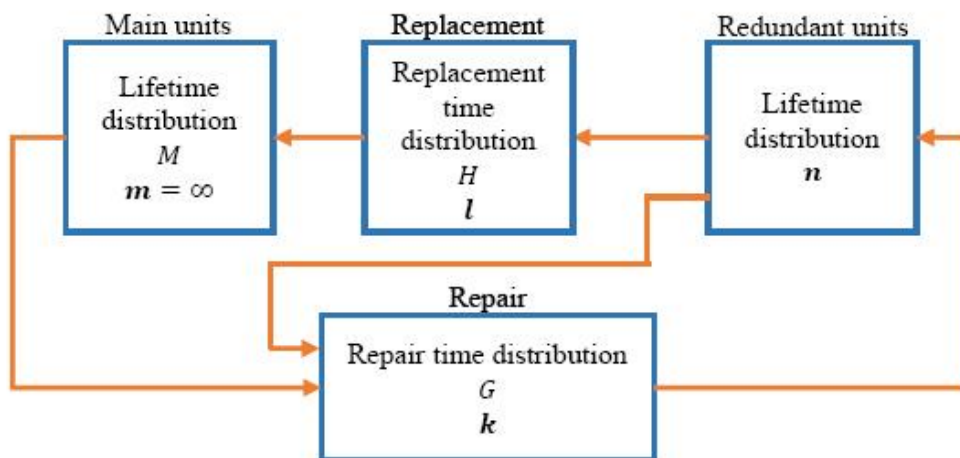 Main units
Lifetime
distribution
M
m = ∞
Replacement
Replacement
time
distribution
H
l
Redundant units
Lifetime
distribution
n
Repair
Repair time distribution
G
k